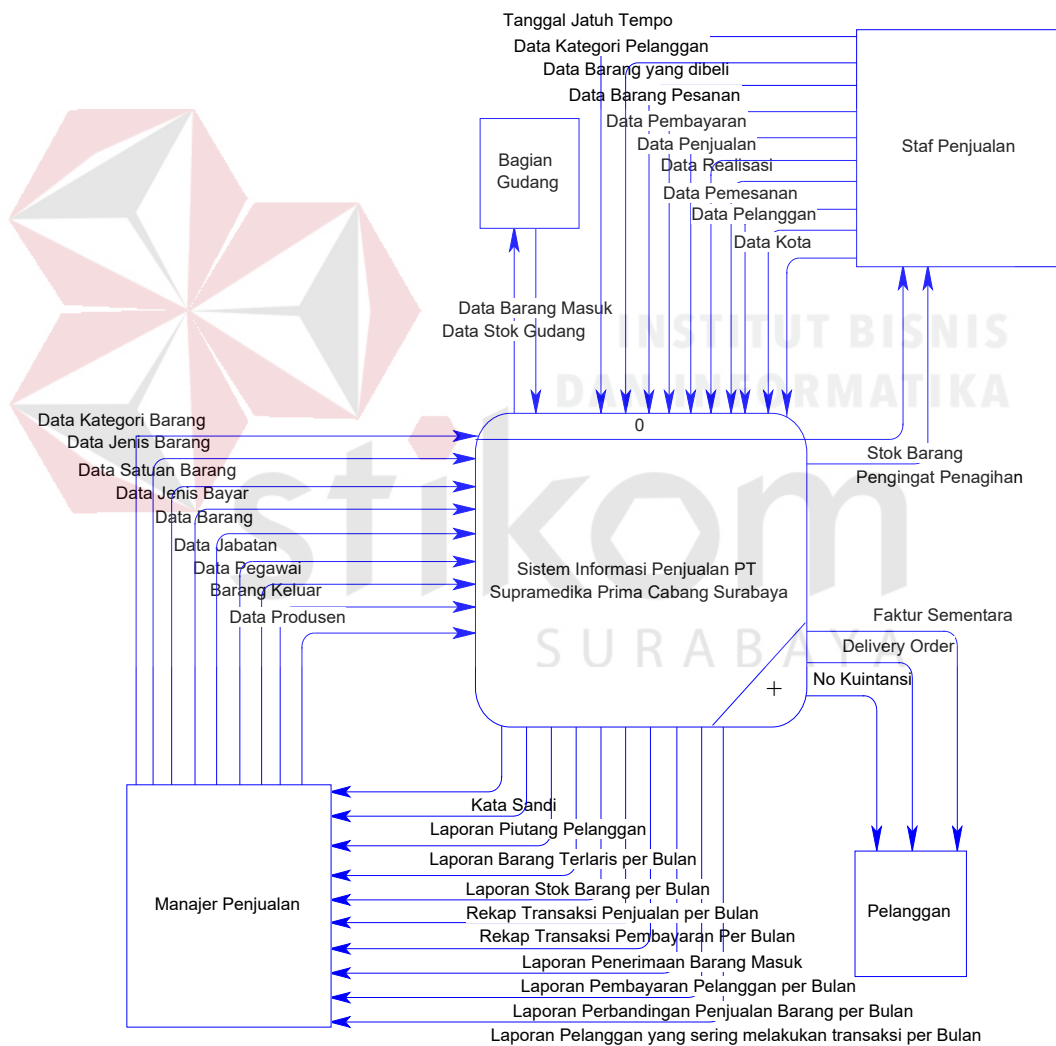 Tanggal Jatuh Tempo
Data Kategori Pelanggan
Data Barang yang dibeli
Data Barang Pesanan
Data Pembayaran
Data Penjualan
Data Realisasi
Data Pemesanan
Data Pelanggan
Data Kota
Staf Penjualan
Bagian
Gudang
Data Barang Masuk
Data Stok Gudang
INSTITUT BISNIS
DAN INFORMATIKA
stikom
SURABAYA
Data Kategori Barang
Data Jenis Barang
Data Satuan Barang
Data Jenis Bayar
Data Barang
Data Jabatan
Data Pegawai
Barang Keluar
Data Produsen
0
Sistem Informasi Penjualan PT
Supramedika Prima Cabang Surabaya
+
Stok Barang
Pengingat Penagihan
Faktur Sementara
Delivery Order
No Kuintansi
Pelanggan
Manajer Penjualan
Kata Sandi
Laporan Piutang Pelanggan
Laporan Barang Terlaris per Bulan
Laporan Stok Barang per Bulan
Rekap Transaksi Penjualan per Bulan
Rekap Transaksi Pembayaran Per Bulan
Laporan Penerimaan Barang Masuk
Laporan Pembayaran Pelanggan per Bulan
Laporan Perbandingan Penjualan Barang per Bulan
Laporan Pelanggan yang sering melakukan transaksi per Bulan